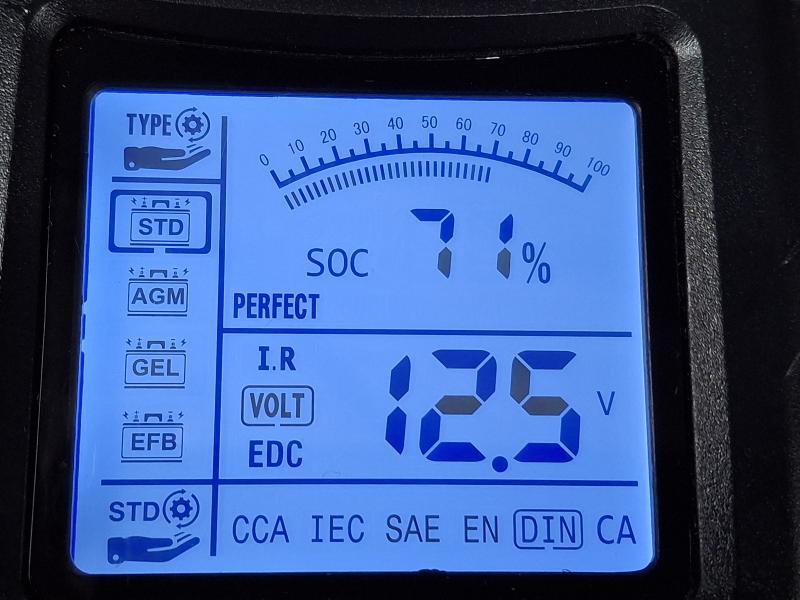 TYPE
0 10 20 30 40 50 60 70 80 90 100
STD
SOC 71%
AGM
PERFECT
GEL
I.R
VOLT
12.5 V
EFB
EDC
STD
CCA IEC SAE EN DIN CA